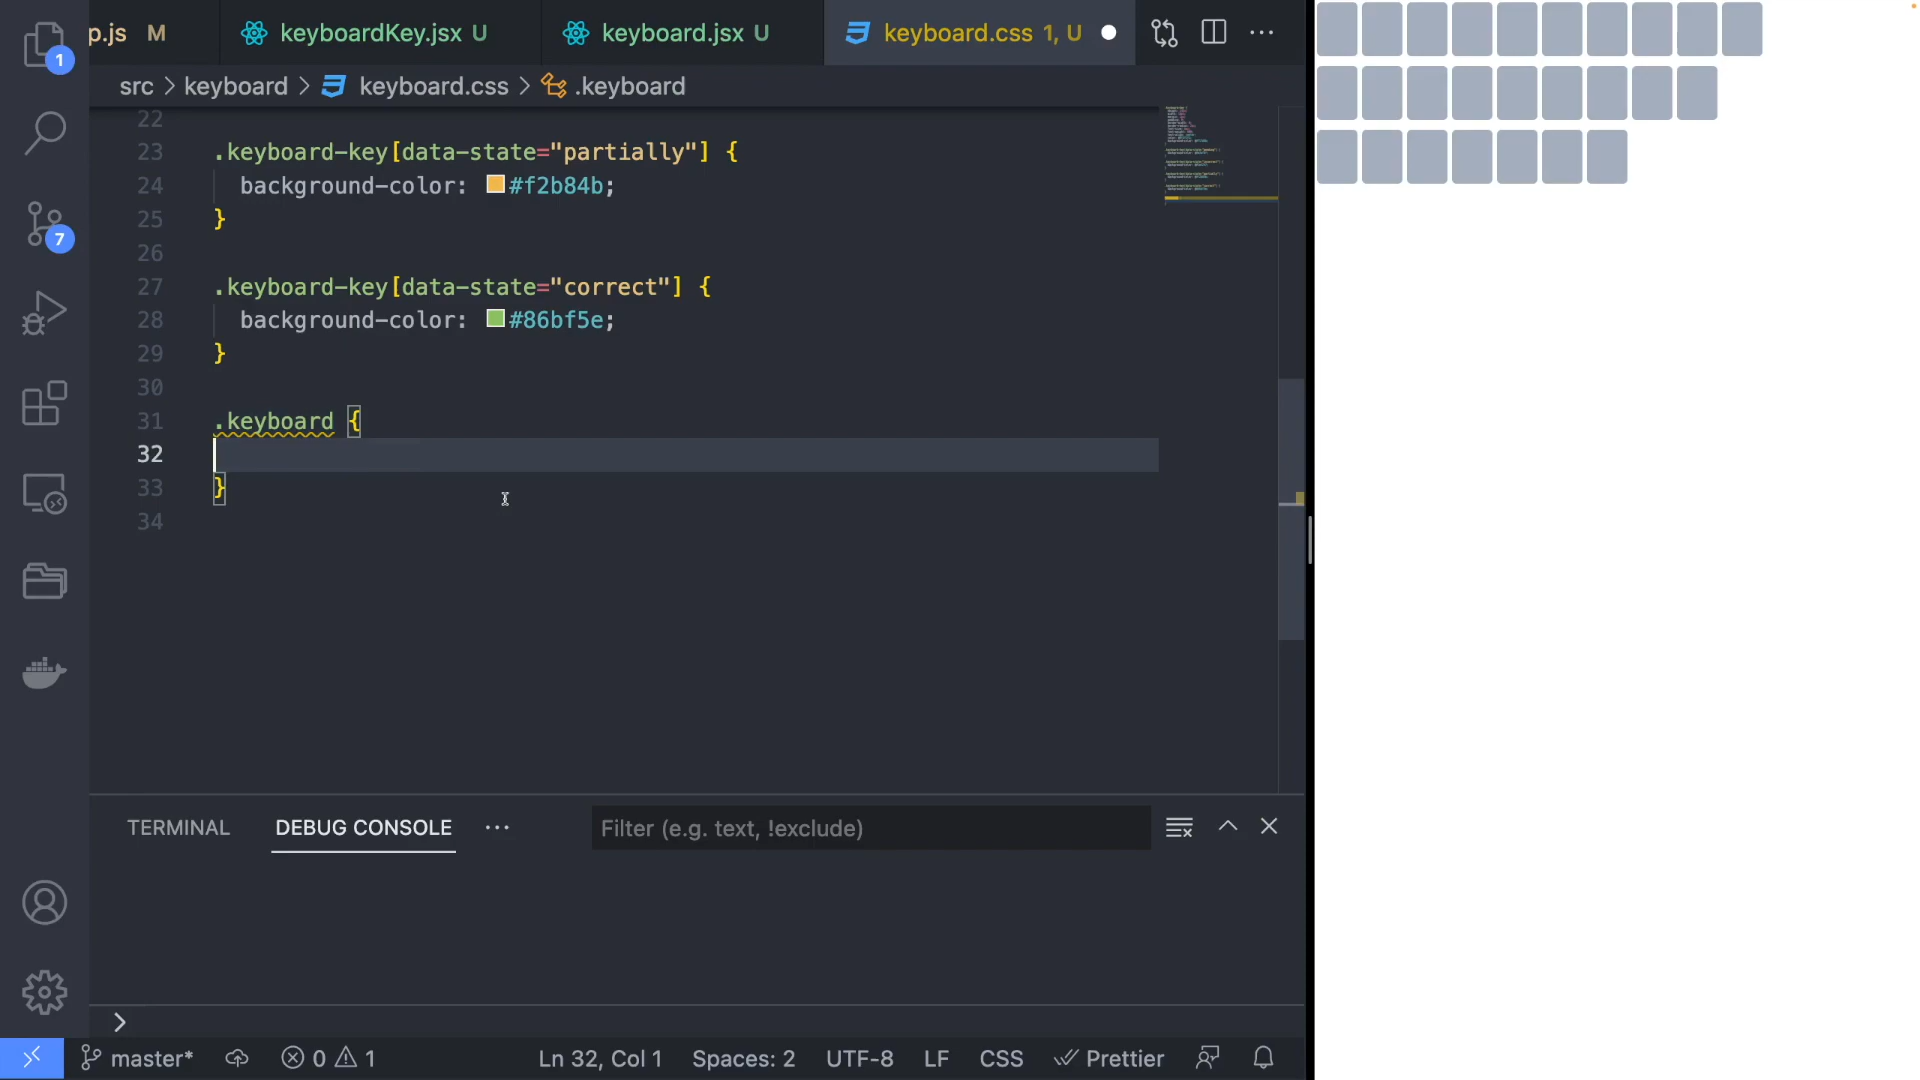 p.js M keyboardKey.jsx U keyboard.jsx U keyboard.css 1, U
src > keyboard > keyboard.css > .keyboard
22
23 .keyboard-key[data-state="partially"] {
24 background-color: #f2b84b;
25 }
26
27 .keyboard-key[data-state="correct"] {
28 background-color: #86bf5e;
29 }
30
31 .keyboard {
32
33 }
34
1
7
TERMINAL DEBUG CONSOLE ··· Filter (e.g. text, !exclude)
>
master* 0 1 Ln 32, Col 1 Spaces: 2 UTF-8 LF CSS Prettier